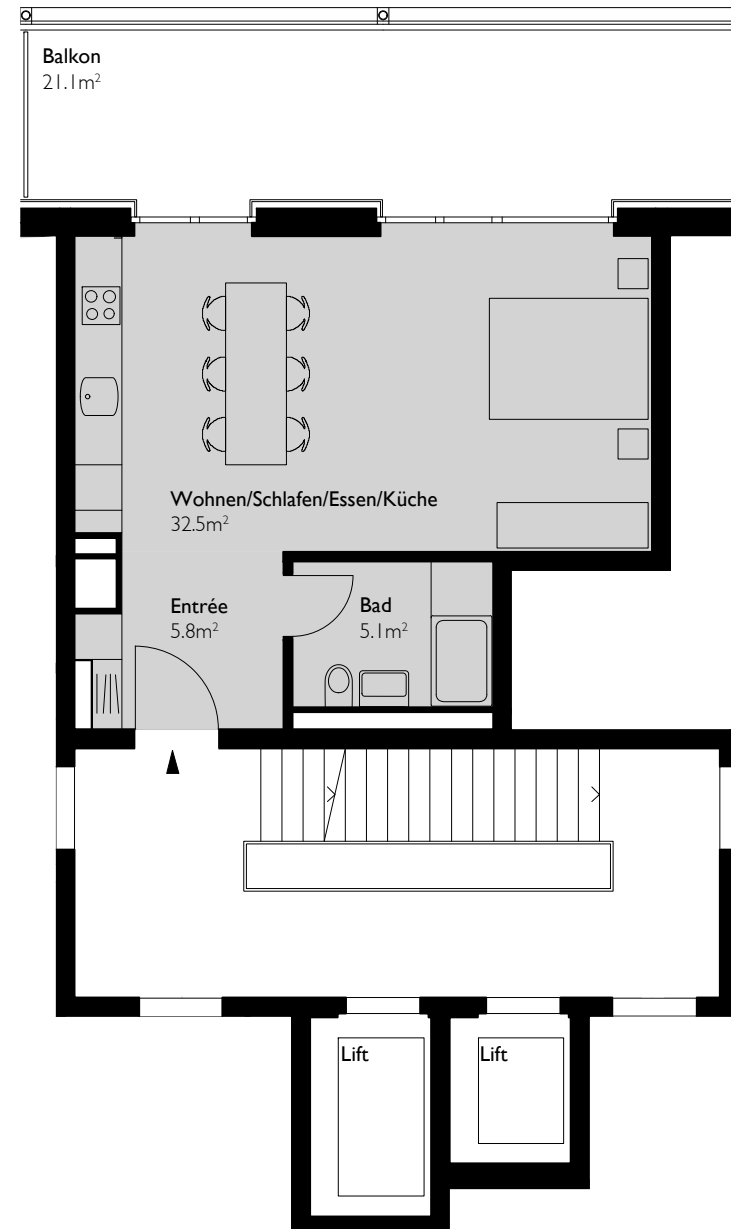 Balkon
21.1m²
Wohnen/Schlafen/Essen/Küche
32.5m²
Entrée
5.8m²
Bad
5.1m²
Lift
Lift